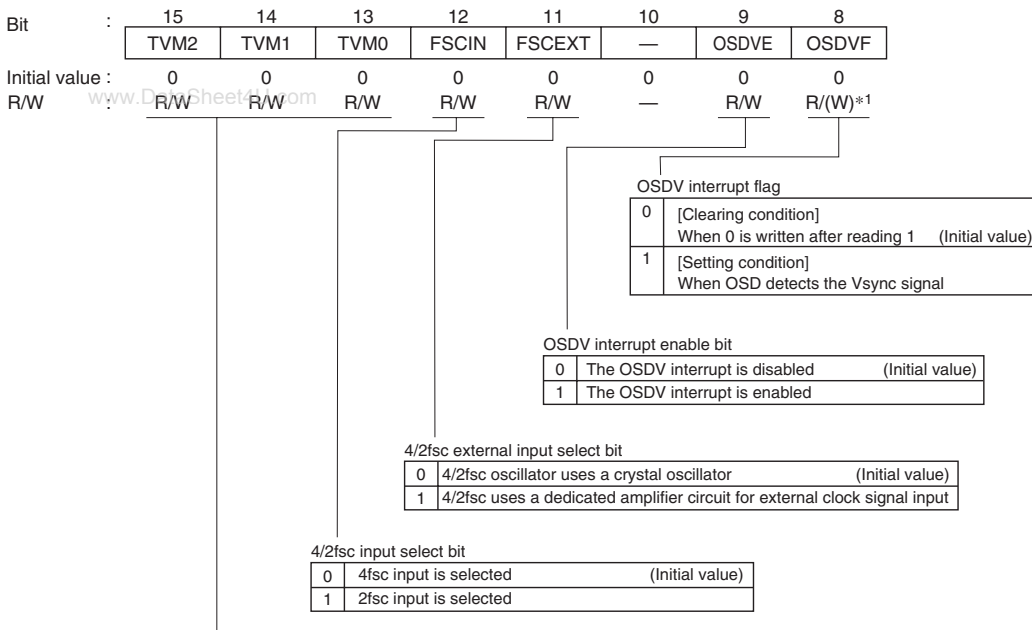 Bit : 15 14 13 12 11 10 9 8
TVM2 TVM1 TVM0 FSCIN FSCEXT — OSDVE OSDVF
Initial value : 0 0 0 0 0 0 0 0
R/W : R/W R/W R/W R/W R/W — R/W R/(W)*1
www.DataSheet4U.com
OSDV interrupt flag
0 [Clearing condition]
When 0 is written after reading 1 (Initial value)
1 [Setting condition]
When OSD detects the Vsync signal
OSDV interrupt enable bit
0 The OSDV interrupt is disabled (Initial value)
1 The OSDV interrupt is enabled
4/2fsc external input select bit
0 4/2fsc oscillator uses a crystal oscillator (Initial value)
1 4/2fsc uses a dedicated amplifier circuit for external clock signal input
4/2fsc input select bit
0 4fsc input is selected (Initial value)
1 2fsc input is selected